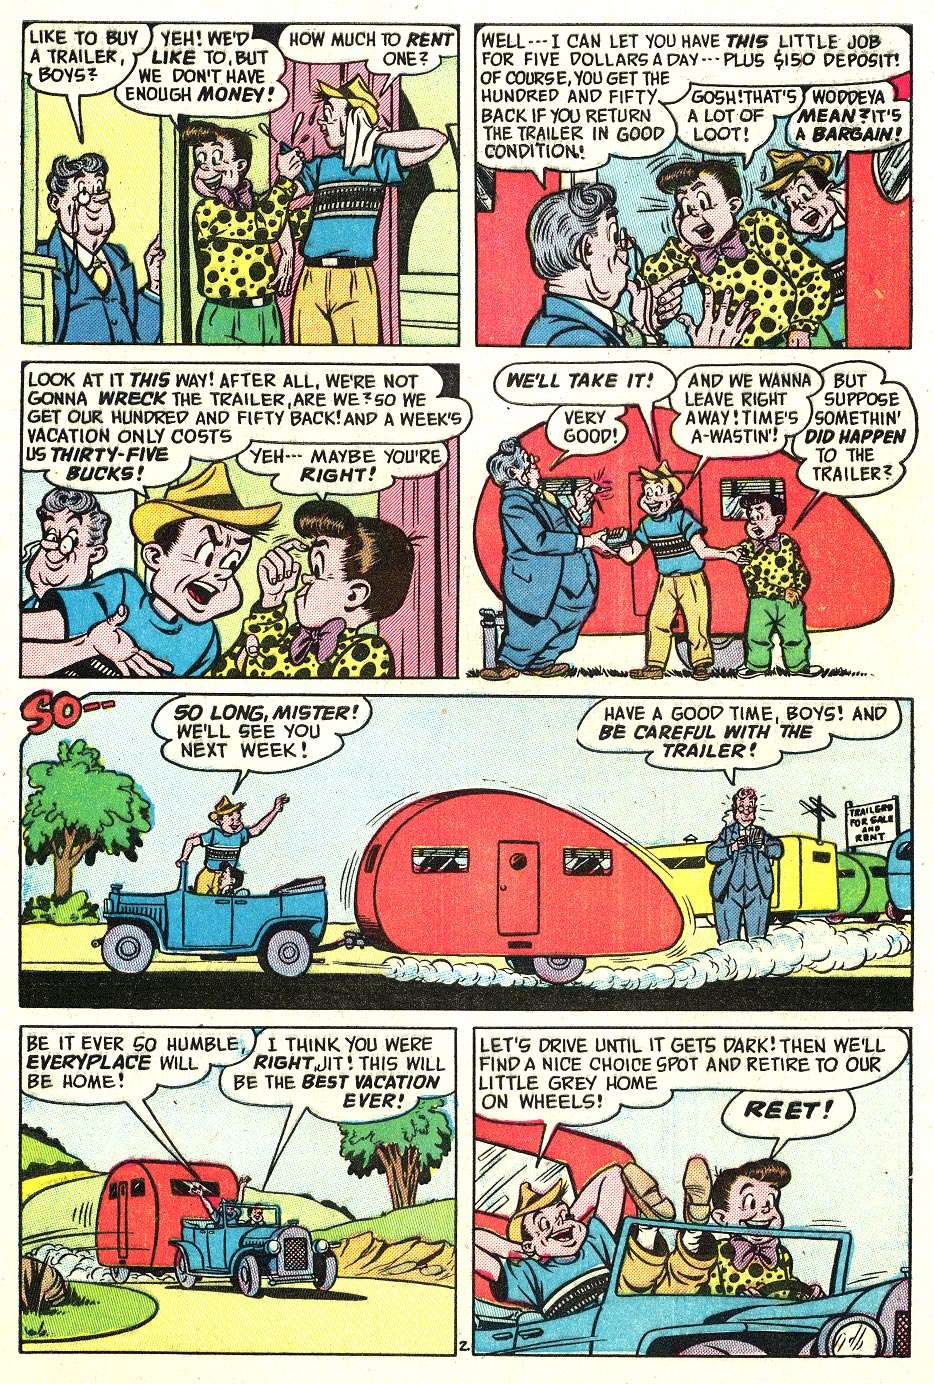 LIKE TO BUY
A TRAILER,
BOYS?
YEH! WE'D
LIKE TO, BUT
WE DON'T HAVE
ENOUGH MONEY!
HOW MUCH TO RENT
ONE?
WELL---I CAN LET YOU HAVE THIS LITTLE JOB
FOR FIVE DOLLARS A DAY---PLUS $150 DEPOSIT!
OF COURSE, YOU GET THE
HUNDRED AND FIFTY
BACK IF YOU RETURN
THE TRAILER IN GOOD
CONDITION!
GOSH! THAT'S
A LOT OF
LOOT!
WODDEYA
MEAN? IT'S
A BARGAIN!
LOOK AT IT THIS WAY! AFTER ALL, WE'RE NOT
GONNA WRECK THE TRAILER, ARE WE? SO WE
GET OUR HUNDRED AND FIFTY BACK! AND A WEEK'S
VACATION ONLY COSTS
US THIRTY-FIVE
BUCKS!
YEH--- MAYBE YOU'RE
RIGHT!
WE'LL TAKE IT!
VERY
GOOD!
AND WE WANNA
LEAVE RIGHT
AWAY! TIME'S
A-WASTIN'!
BUT
SUPPOSE
SOMETHIN'
DID HAPPEN
TO THE
TRAILER?
SO--
SO LONG, MISTER!
WE'LL SEE YOU
NEXT WEEK!
HAVE A GOOD TIME, BOYS! AND
BE CAREFUL WITH THE
TRAILER!
TRAILERS
FOR SALE
AND
RENT
BE IT EVER SO HUMBLE,
EVERYPLACE WILL
BE HOME!
I THINK YOU WERE
RIGHT, JIT! THIS WILL
BE THE BEST VACATION
EVER!
LET'S DRIVE UNTIL IT GETS DARK! THEN WE'LL
FIND A NICE CHOICE SPOT AND RETIRE TO OUR
LITTLE GREY HOME
ON WHEELS!
REET!
2